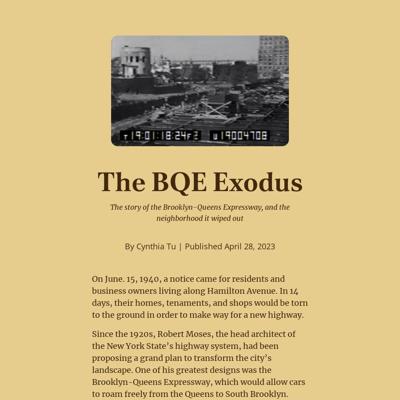 T 19:01:18:24F2 U19004708
The BQE Exodus
The story of the Brooklyn-Queens Expressway, and the
neighborhood it wiped out
By Cynthia Tu | Published April 28, 2023
On June. 15, 1940, a notice came for residents and
business owners living along Hamilton Avenue. In 14
days, their homes, tenaments, and shops would be torn
to the ground in order to make way for a new highway.
Since the 1920s, Robert Moses, the head architect of
the New York State's highway system, had been
proposing a grand plan to transform the city's
landscape. One of his greatest designs was the
Brooklyn-Queens Expressway, which would allow cars
to roam freely from the Queens to South Brooklyn.